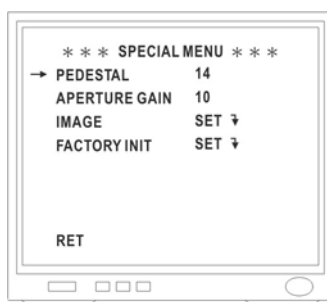 ＊＊＊ SPECIAL MENU ＊＊＊
→ PEDESTAL 14
APERTURE GAIN 10
IMAGE SET ↴
FACTORY INIT SET ↴
RET